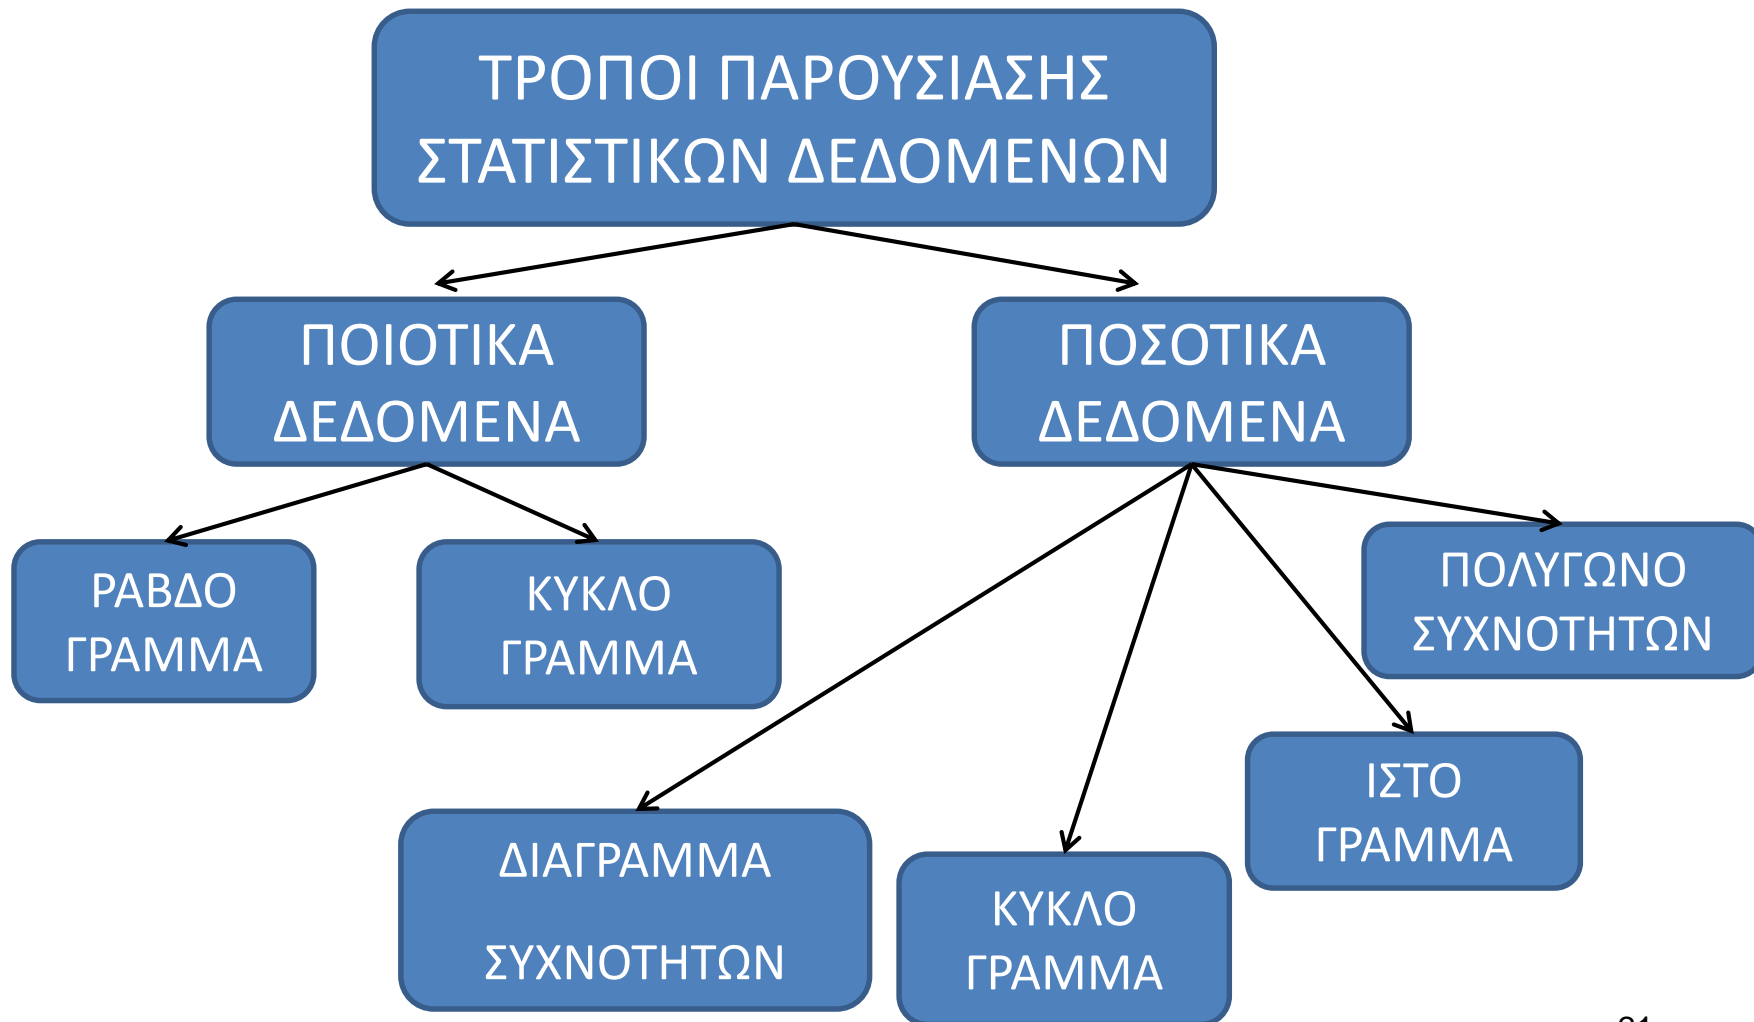 ΤΡΟΠΟΙ ΠΑΡΟΥΣΙΑΣΗΣ
ΣΤΑΤΙΣΤΙΚΩΝ ΔΕΔΟΜΕΝΩΝ
ΠΟΙΟΤΙΚΑ
ΔΕΔΟΜΕΝΑ
ΠΟΣΟΤΙΚΑ
ΔΕΔΟΜΕΝΑ
ΡΑΒΔΟ
ΓΡΑΜΜΑ
ΚΥΚΛΟ
ΓΡΑΜΜΑ
ΠΟΛΥΓΩΝΟ
ΣΥΧΝΟΤΗΤΩΝ
ΔΙΑΓΡΑΜΜΑ
ΣΥΧΝΟΤΗΤΩΝ
ΚΥΚΛΟ
ΓΡΑΜΜΑ
ΙΣΤΟ
ΓΡΑΜΜΑ